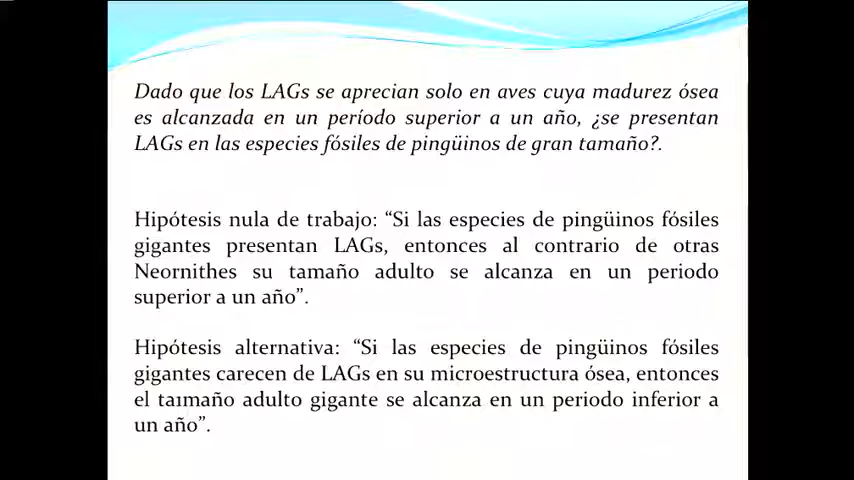 Dado que los LAGs se aprecian solo en aves cuya madurez ósea
es alcanzada en un período superior a un año, ¿se presentan
LAGs en las especies fósiles de pingüinos de gran tamaño?.
Hipótesis nula de trabajo: “Si las especies de pingüinos fósiles
gigantes presentan LAGs, entonces al contrario de otras
Neornithes su tamaño adulto se alcanza en un periodo
superior a un año”.
Hipótesis alternativa: “Si las especies de pingüinos fósiles
gigantes carecen de LAGs en su microestructura ósea, entonces
el tamaño adulto gigante se alcanza en un periodo inferior a
un año”.